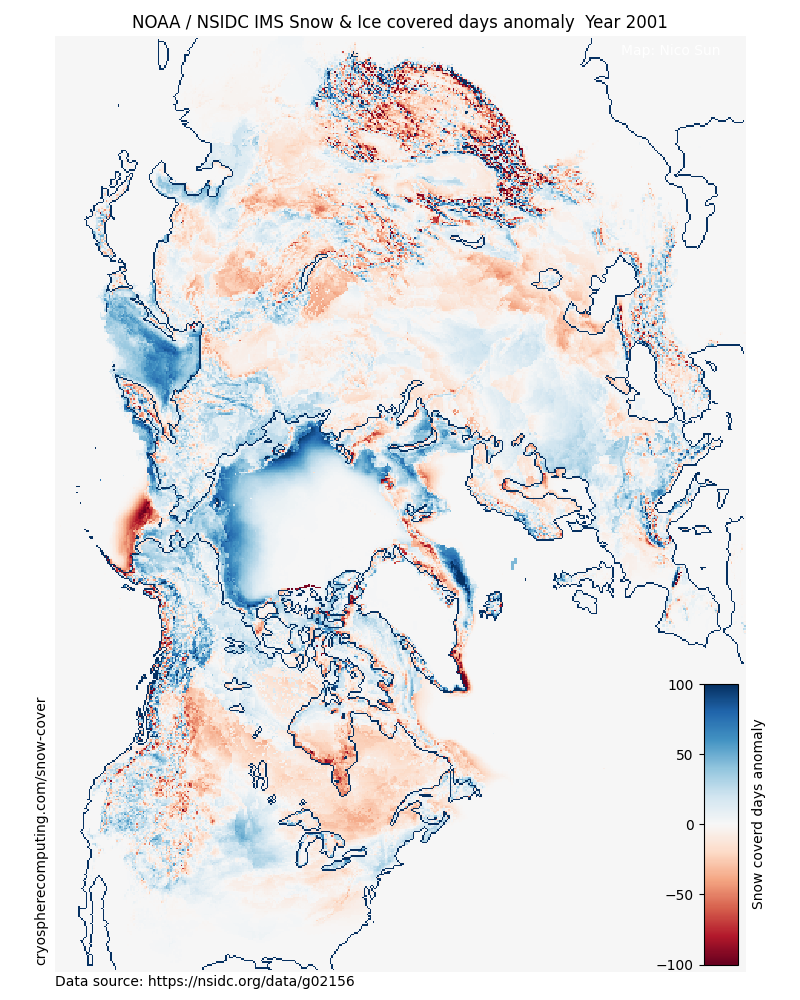 NOAA / NSIDC IMS Snow & Ice covered days anomaly  Year 2001
Map: Nico Sun
100
50
0
−50
−100
Snow coverd days anomaly
cryospherecomputing.com/snow-cover
Data source: https://nsidc.org/data/g02156